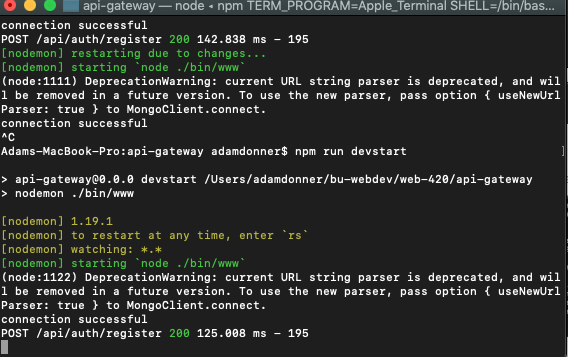 api-gateway — node ◂ npm TERM_PROGRAM=Apple_Terminal SHELL=/bin/bas...
connection successful
POST /api/auth/register 200 142.838 ms - 195
[nodemon] restarting due to changes...
[nodemon] starting `node ./bin/www`
(node:1111) DeprecationWarning: current URL string parser is deprecated, and wil
l be removed in a future version. To use the new parser, pass option { useNewUrl
Parser: true } to MongoClient.connect.
connection successful
^C
Adams-MacBook-Pro:api-gateway adamdonner$ npm run devstart
> api-gateway@0.0.0 devstart /Users/adamdonner/bu-webdev/web-420/api-gateway
> nodemon ./bin/www
[nodemon] 1.19.1
[nodemon] to restart at any time, enter `rs`
[nodemon] watching: *.*
[nodemon] starting `node ./bin/www`
(node:1122) DeprecationWarning: current URL string parser is deprecated, and wil
l be removed in a future version. To use the new parser, pass option { useNewUrl
Parser: true } to MongoClient.connect.
connection successful
POST /api/auth/register 200 125.008 ms - 195